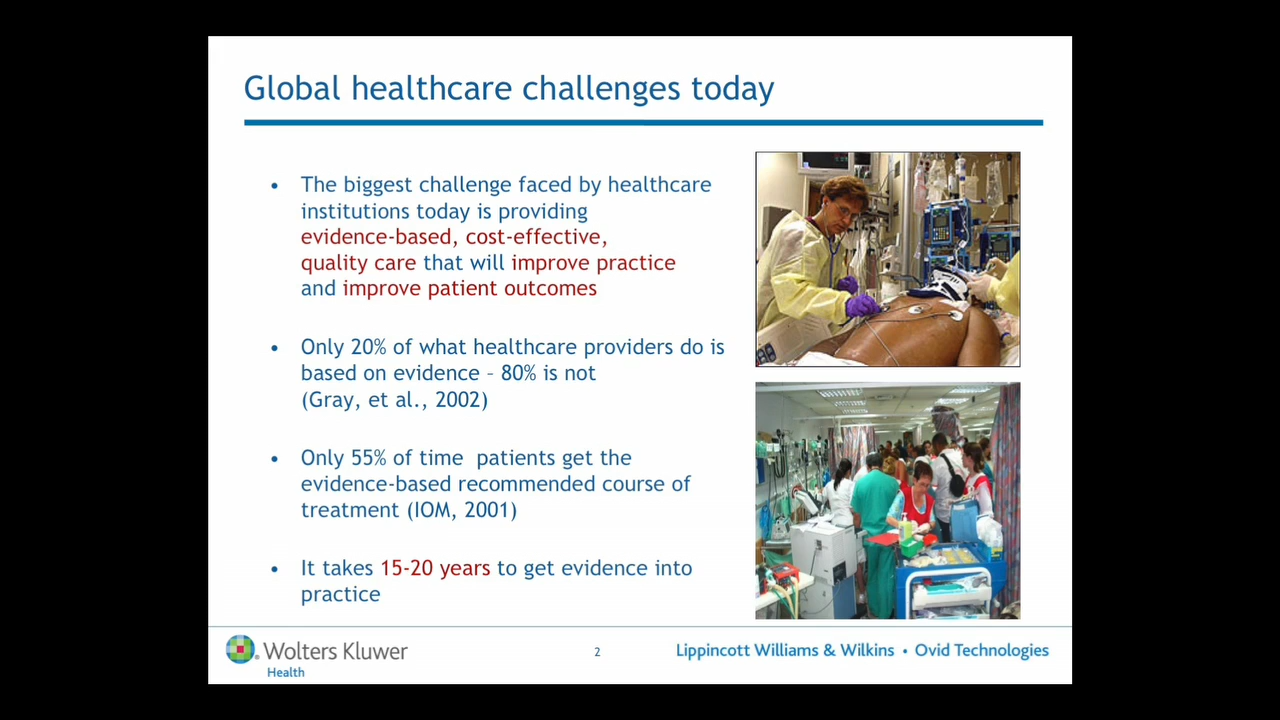 Global healthcare challenges today
• The biggest challenge faced by healthcare
institutions today is providing
evidence-based, cost-effective,
quality care that will improve practice
and improve patient outcomes
• Only 20% of what healthcare providers do is
based on evidence – 80% is not
(Gray, et al., 2002)
• Only 55% of time  patients get the
evidence-based recommended course of
treatment (IOM, 2001)
• It takes 15-20 years to get evidence into
practice
Wolters Kluwer
Health
2
Lippincott Williams & Wilkins • Ovid Technologies